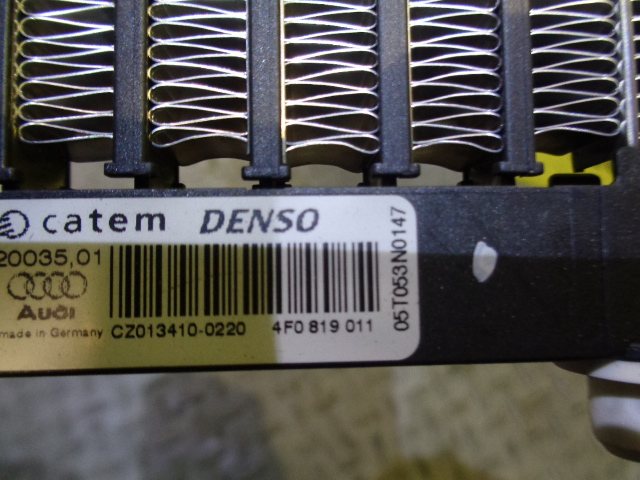 catem DENSO
20035,01
Audi
made in Germany
CZ013410-0220 4F0 819 011
05T053N0147